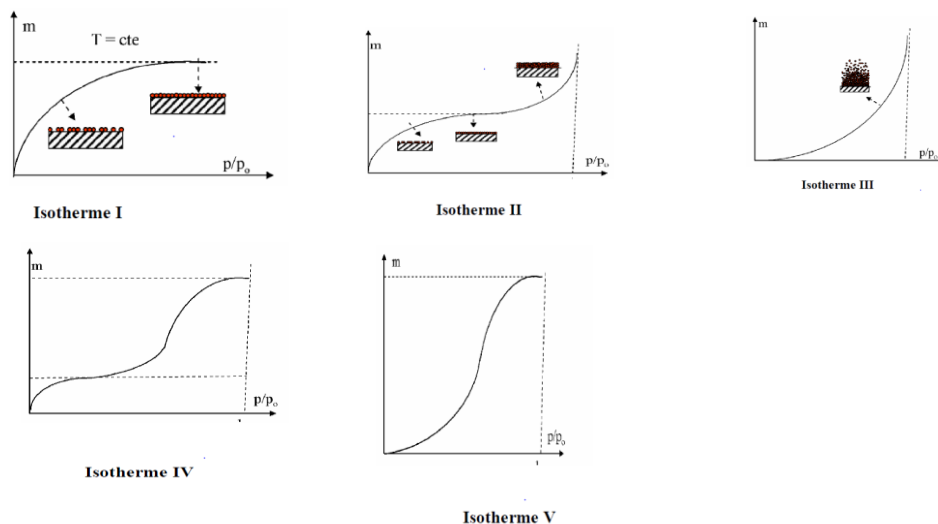 m
T = cte
p/p₀
Isotherme I
m
p/p₀
Isotherme II
m
p/p₀
Isotherme III
m
p/p₀
Isotherme IV
m
p/p₀
Isotherme V